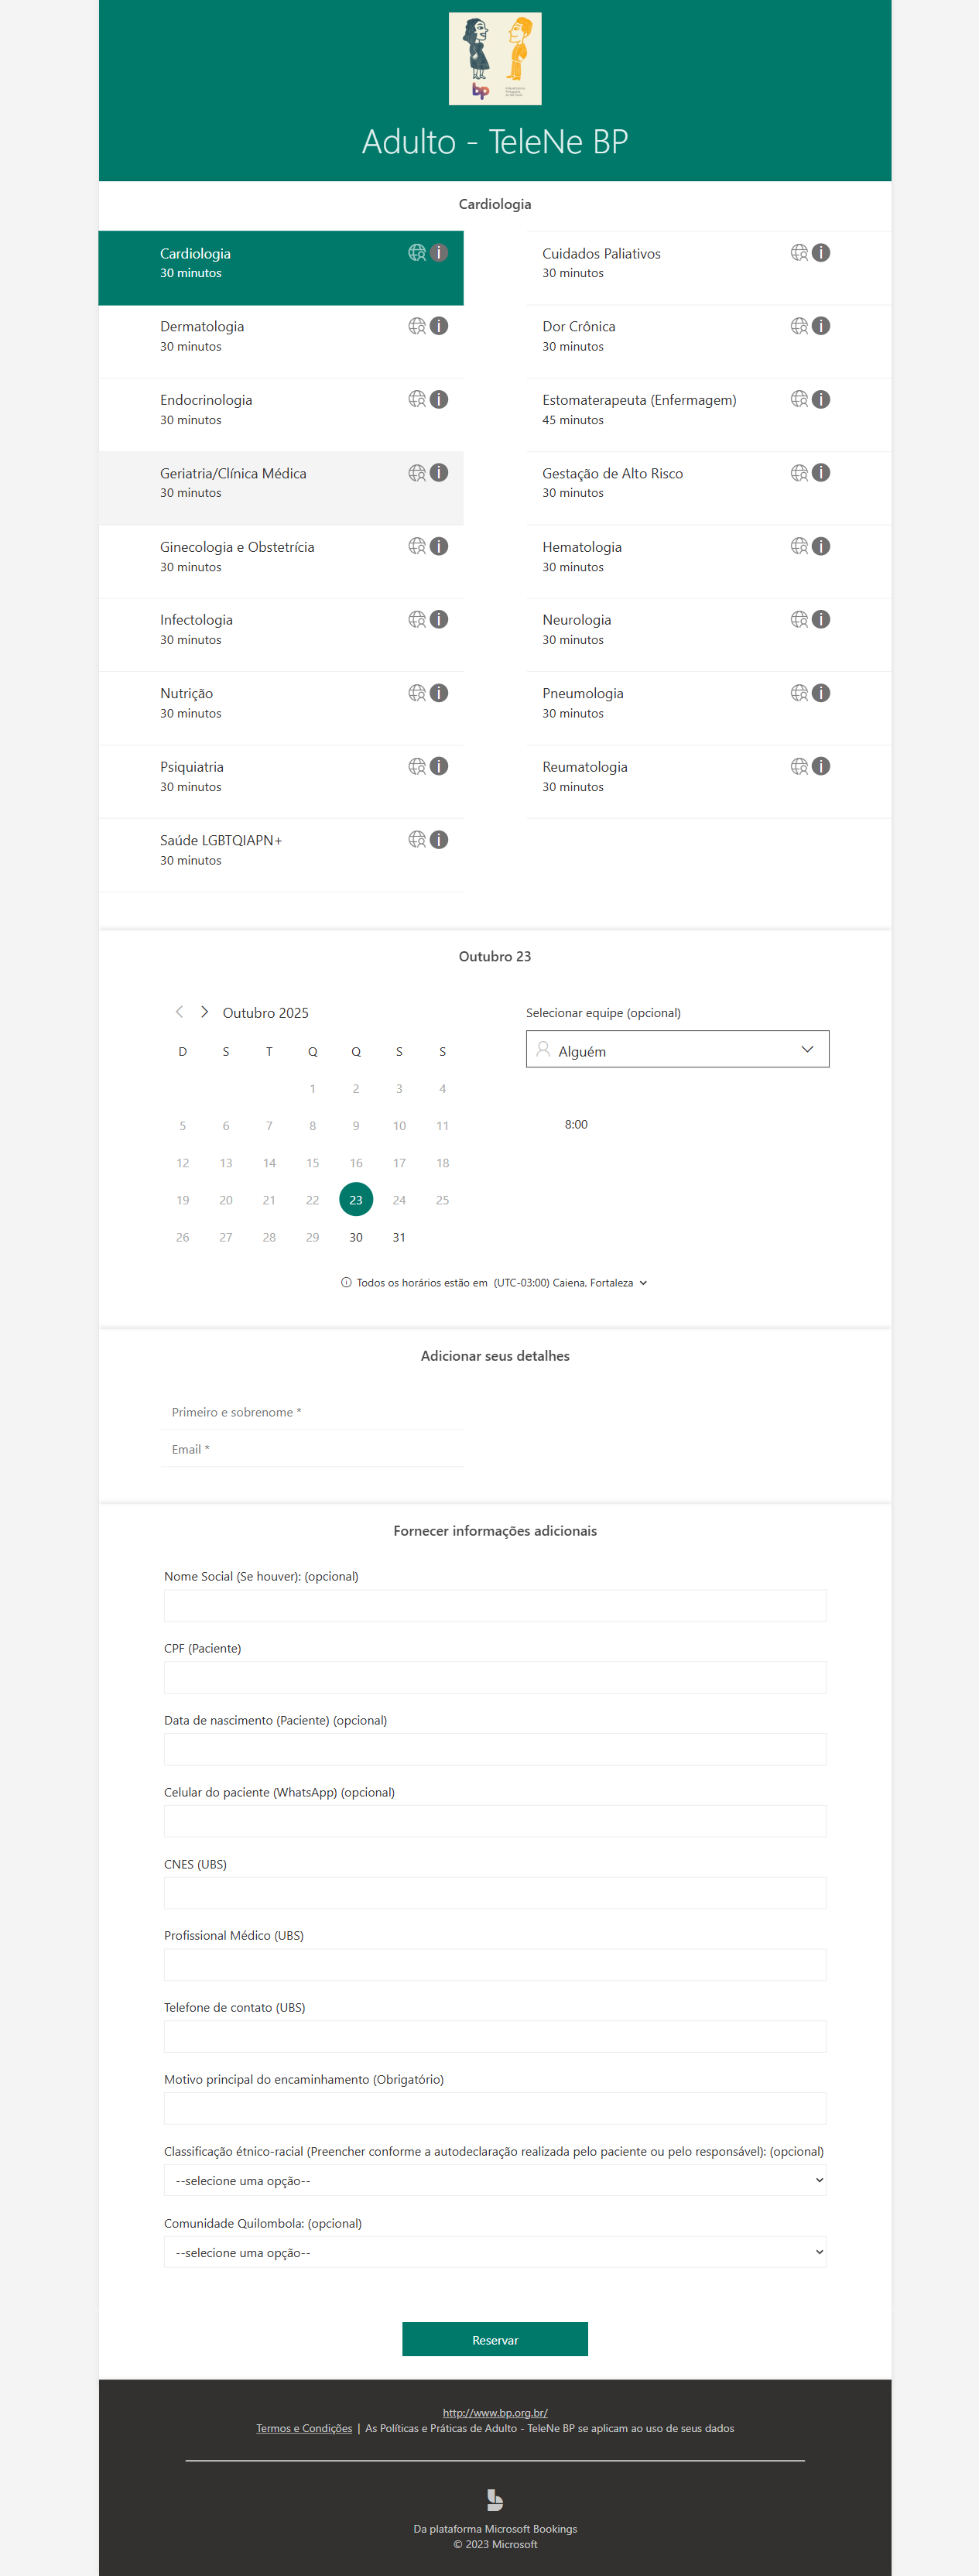 bp
Adulto - TeleNe BP
Cardiologia
Cardiologia
30 minutos
Cuidados Paliativos
30 minutos
Dermatologia
30 minutos
Dor Crônica
30 minutos
Endocrinologia
30 minutos
Estomaterapeuta (Enfermagem)
45 minutos
Geriatria/Clínica Médica
30 minutos
Gestação de Alto Risco
30 minutos
Ginecologia e Obstetrícia
30 minutos
Hematologia
30 minutos
Infectologia
30 minutos
Neurologia
30 minutos
Nutrição
30 minutos
Pneumologia
30 minutos
Psiquiatria
30 minutos
Reumatologia
30 minutos
Saúde LGBTQIAPN+
30 minutos
Outubro 23
Outubro 2025
D S T Q Q S S
1 2 3 4
5 6 7 8 9 10 11
12 13 14 15 16 17 18
19 20 21 22 23 24 25
26 27 28 29 30 31
Selecionar equipe (opcional)
Alguém
8:00
Todos os horários estão em (UTC-03:00) Caiena, Fortaleza
Adicionar seus detalhes
Primeiro e sobrenome *
Email *
Fornecer informações adicionais
Nome Social (Se houver): (opcional)
CPF (Paciente)
Data de nascimento (Paciente) (opcional)
Celular do paciente (WhatsApp) (opcional)
CNES (UBS)
Profissional Médico (UBS)
Telefone de contato (UBS)
Motivo principal do encaminhamento (Obrigatório)
Classificação étnico-racial (Preencher conforme a autodeclaração realizada pelo paciente ou pelo responsável): (opcional)
--selecione uma opção--
Comunidade Quilombola: (opcional)
--selecione uma opção--
Reservar
http://www.bp.org.br/
Termos e Condições | As Políticas e Práticas de Adulto - TeleNe BP se aplicam ao uso de seus dados
Da plataforma Microsoft Bookings
© 2023 Microsoft